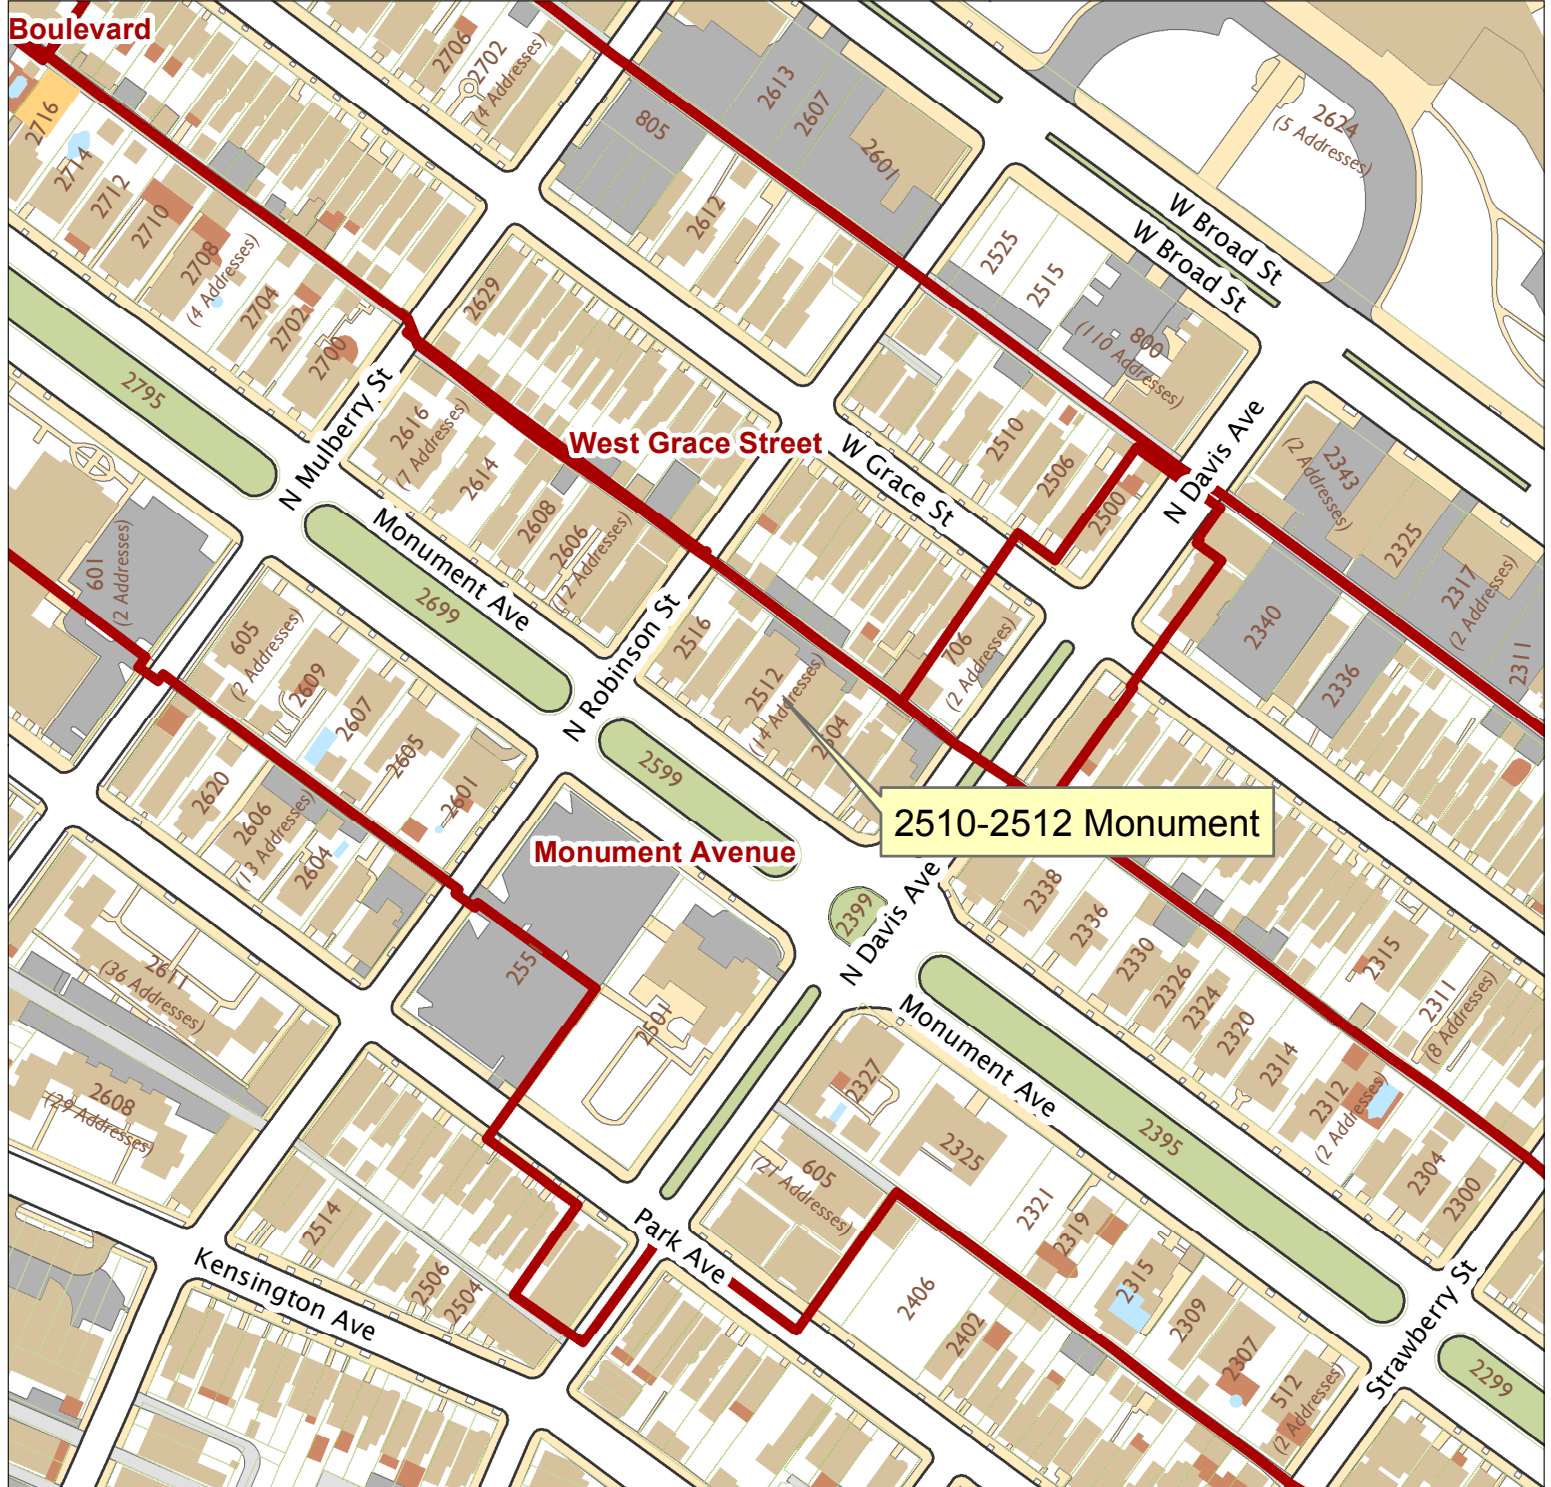 Boulevard
2706
2702
(4 Addresses)
2716
2714
2712
2710
2708
(4 Addresses)
2704
2702
2700
805
2613
2607
2601
2612
2624
(5 Addresses)
W Broad St
W Broad St
2525
2515
800
(110 Addresses)
2629
2795
N Mulberry St
2616
(7 Addresses)
2614
2608
2606
(12 Addresses)
West Grace Street
W Grace St
2510
2506
2500
N Davis Ave
2343
(2 Addresses)
2325
2317
(2 Addresses)
2311
2340
2336
601
(2 Addresses)
Monument Ave
2699
605
(2 Addresses)
2609
2607
2605
2601
2620
2606
(13 Addresses)
2604
N Robinson St
2516
2512
(14 Addresses)
2504
706
(2 Addresses)
2599
2510-2512 Monument
Monument Avenue
2399
N Davis Ave
2338
2336
2330
2326
2324
2320
2314
2312
(2 Addresses)
2315
2311
(8 Addresses)
2304
2300
255
2501
2611
(36 Addresses)
2608
(29 Addresses)
Monument Ave
2395
2327
2325
605
(21 Addresses)
2321
2319
2315
2309
2307
512
(2 Addresses)
2406
2402
Park Ave
2514
2506
2504
Kensington Ave
Strawberry St
2299